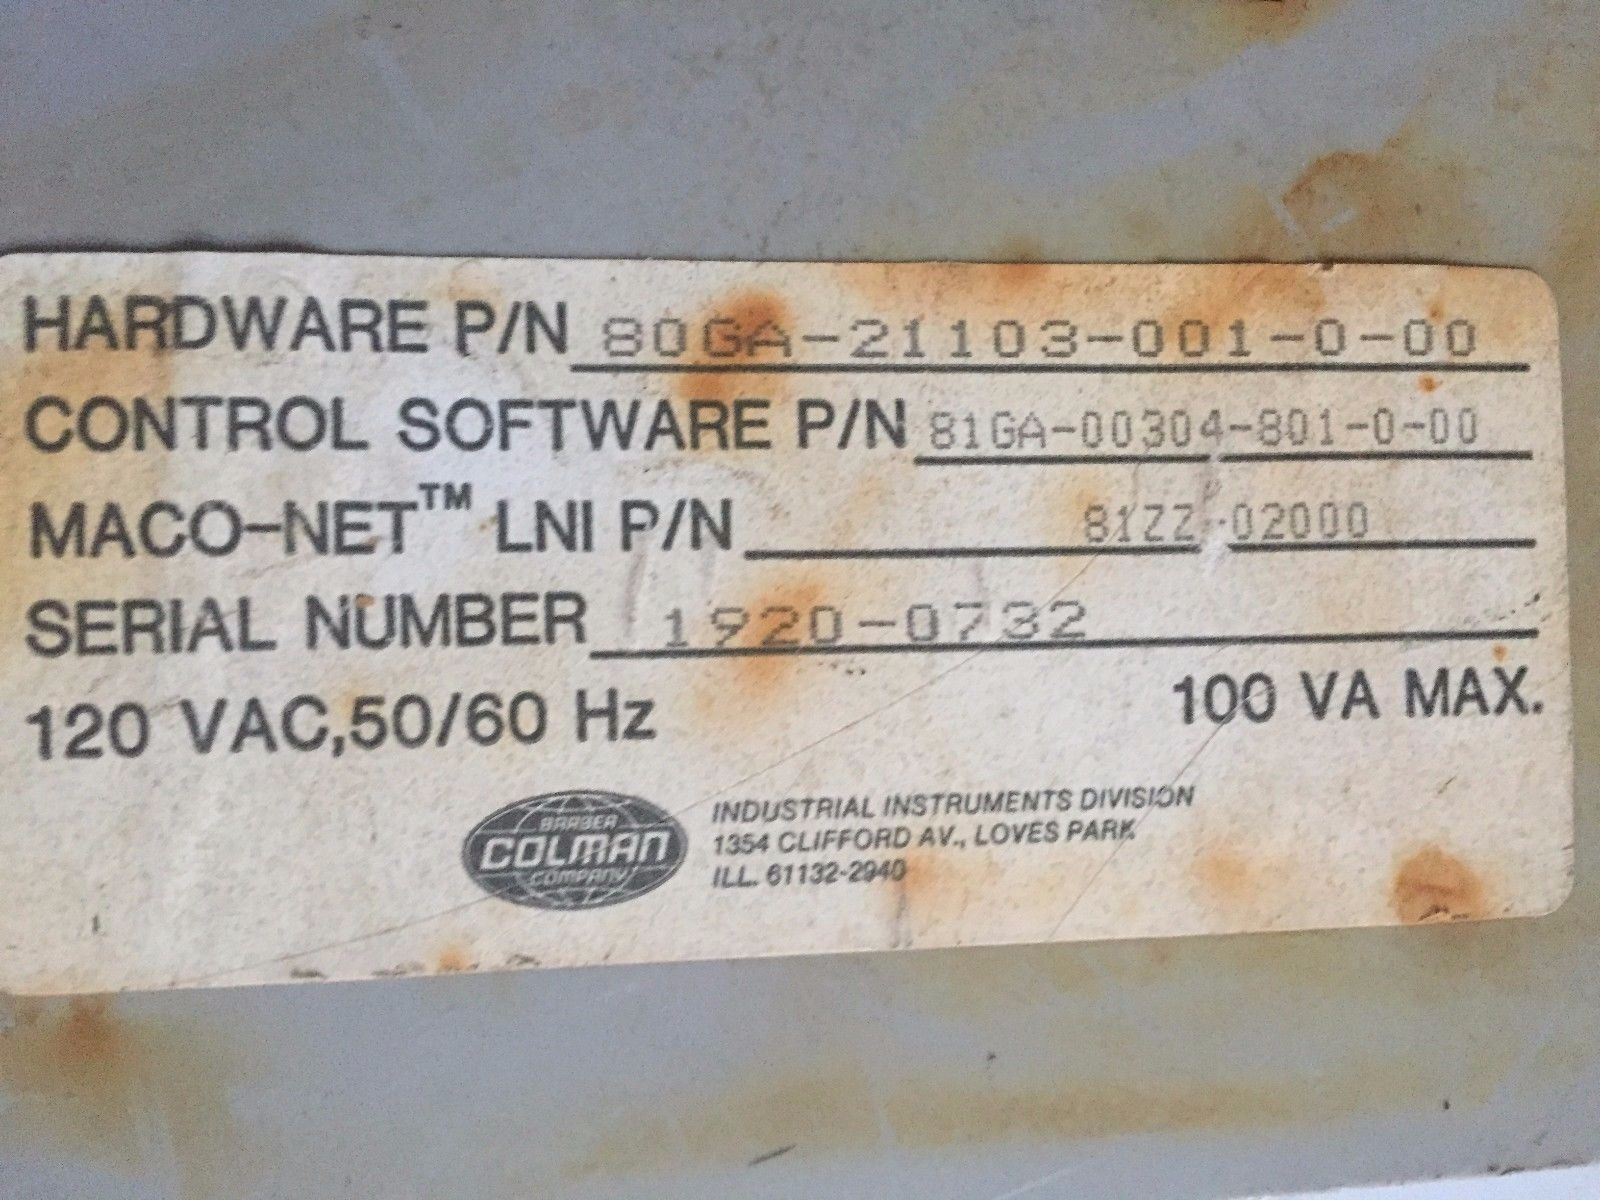 HARDWARE P/N 80GA-21103-001-0-00
CONTROL SOFTWARE P/N 81GA-00304-801-0-00
MACO-NET™ LNI P/N 81ZZ-02000
SERIAL NUMBER 1920-0732
120 VAC,50/60 Hz 100 VA MAX.
BARBER
COLMAN
COMPANY
INDUSTRIAL INSTRUMENTS DIVISION
1354 CLIFFORD AV., LOVES PARK
ILL. 61132-2940